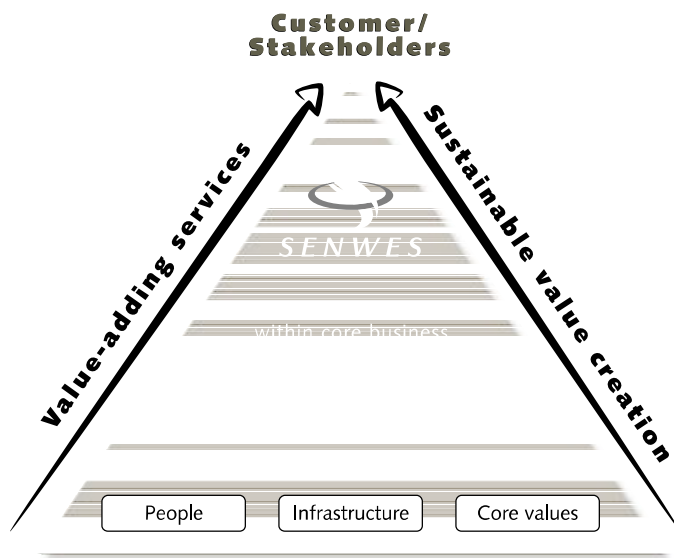 Customer/
Stakeholders
Value-adding services
Sustainable value creation
SENWES
within core business
People
Infrastructure
Core values